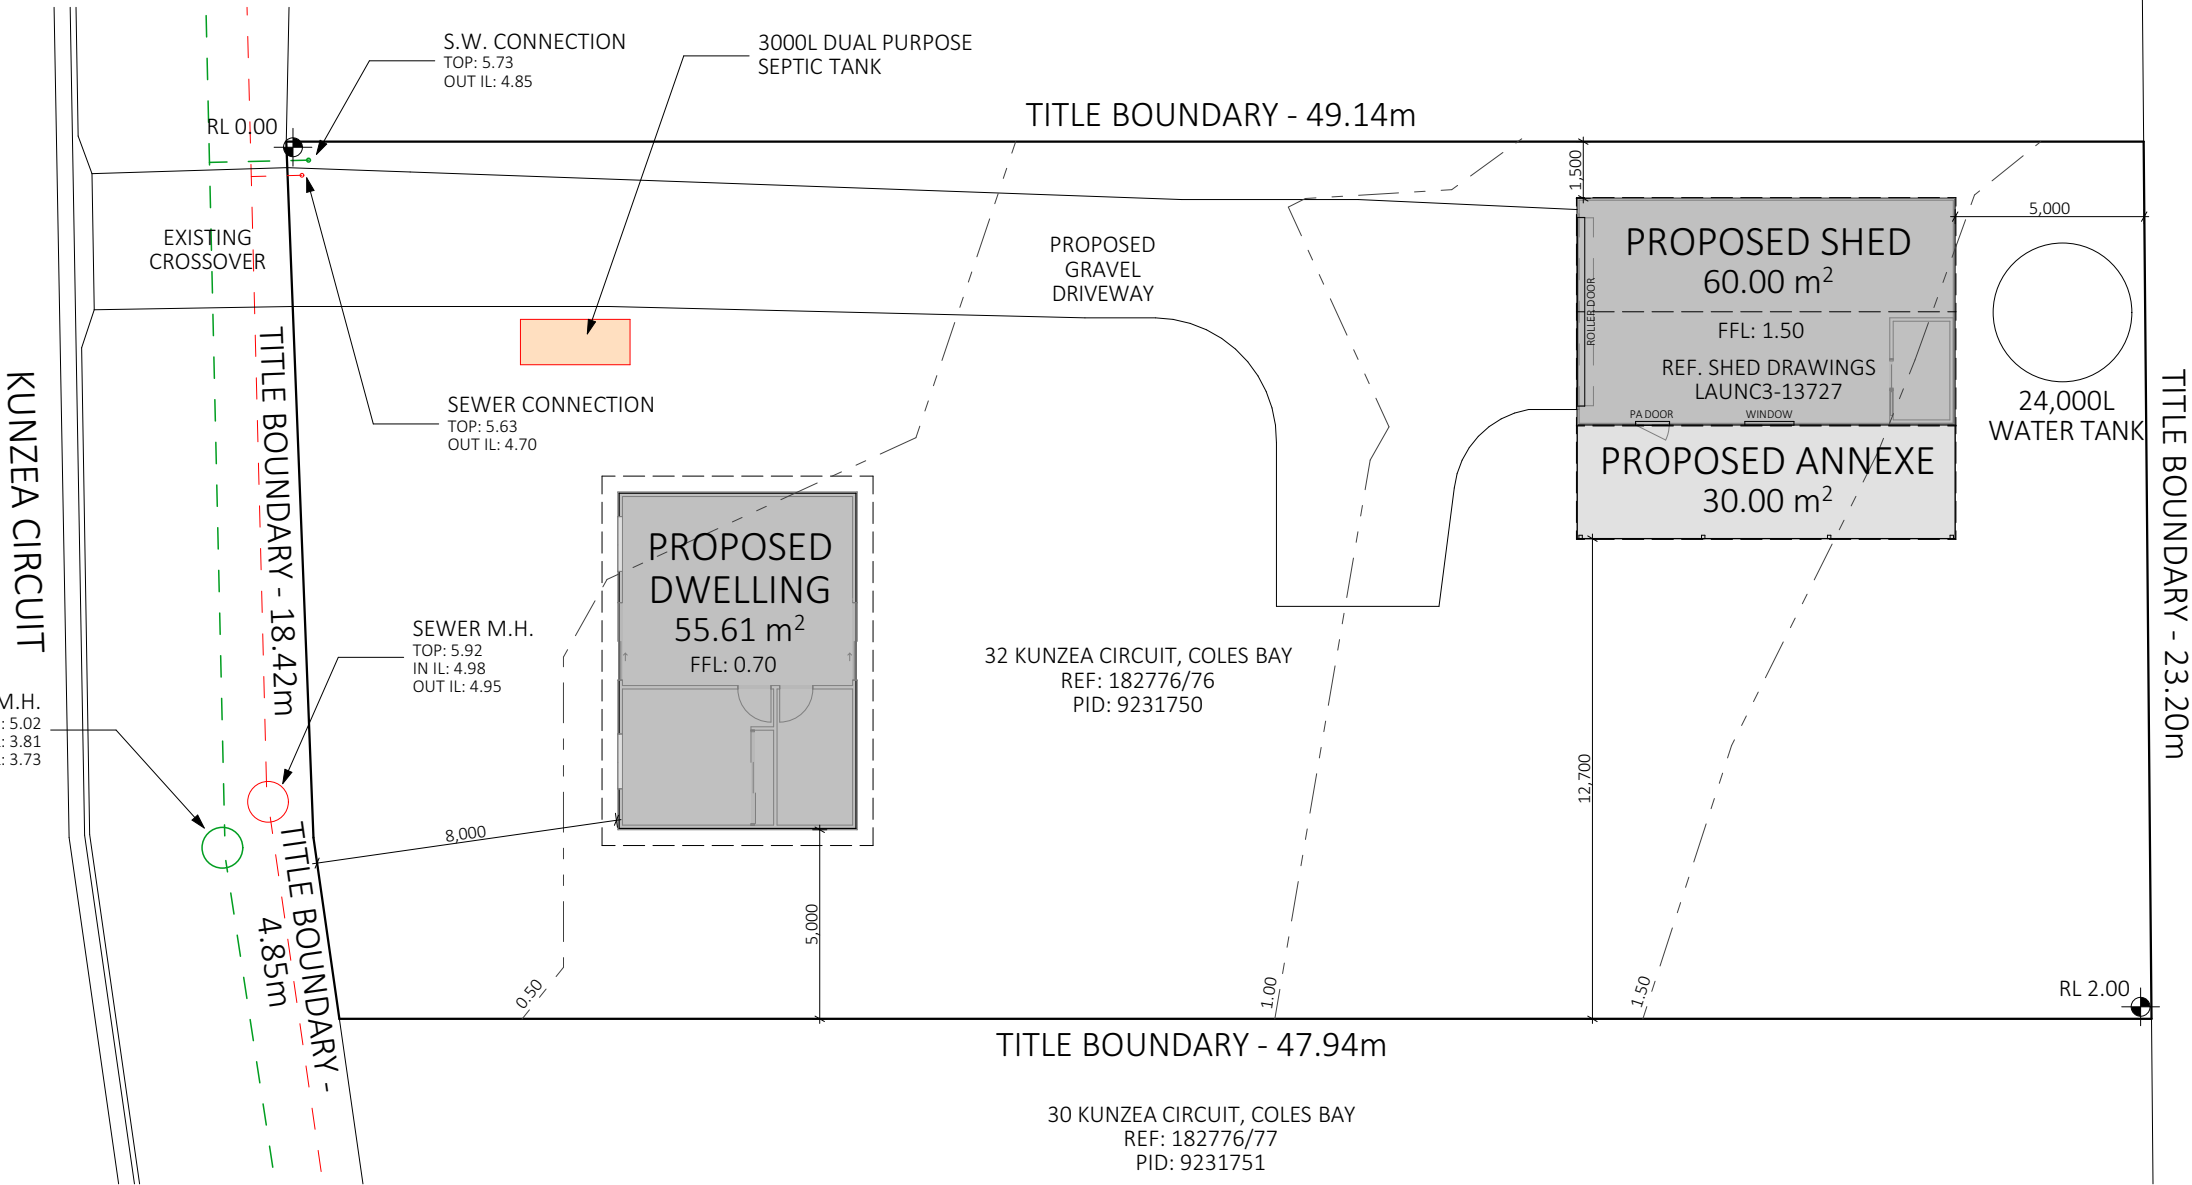 S.W. CONNECTION
TOP: 5.73
OUT IL: 4.85
3000L DUAL PURPOSE
SEPTIC TANK
TITLE BOUNDARY - 49.14m
RL 0.00
1,500
EXISTING
CROSSOVER
PROPOSED
GRAVEL
DRIVEWAY
PROPOSED SHED
60.00 m²
FFL: 1.50
REF. SHED DRAWINGS
LAUNC3-13727
ROLLER DOOR
PA DOOR
WINDOW
5,000
24,000L
WATER TANK
PROPOSED ANNEXE
30.00 m²
SEWER CONNECTION
TOP: 5.63
OUT IL: 4.70
KUNZEA CIRCUIT
TITLE BOUNDARY - 18.42m
TITLE BOUNDARY - 23.20m
PROPOSED
DWELLING
55.61 m²
FFL: 0.70
SEWER M.H.
TOP: 5.92
IN IL: 4.98
OUT IL: 4.95
M.H.
: 5.02
: 3.81
: 3.73
32 KUNZEA CIRCUIT, COLES BAY
REF: 182776/76
PID: 9231750
12,700
8,000
5,000
TITLE BOUNDARY -
4.85m
0.50
1.00
1.50
RL 2.00
TITLE BOUNDARY - 47.94m
30 KUNZEA CIRCUIT, COLES BAY
REF: 182776/77
PID: 9231751